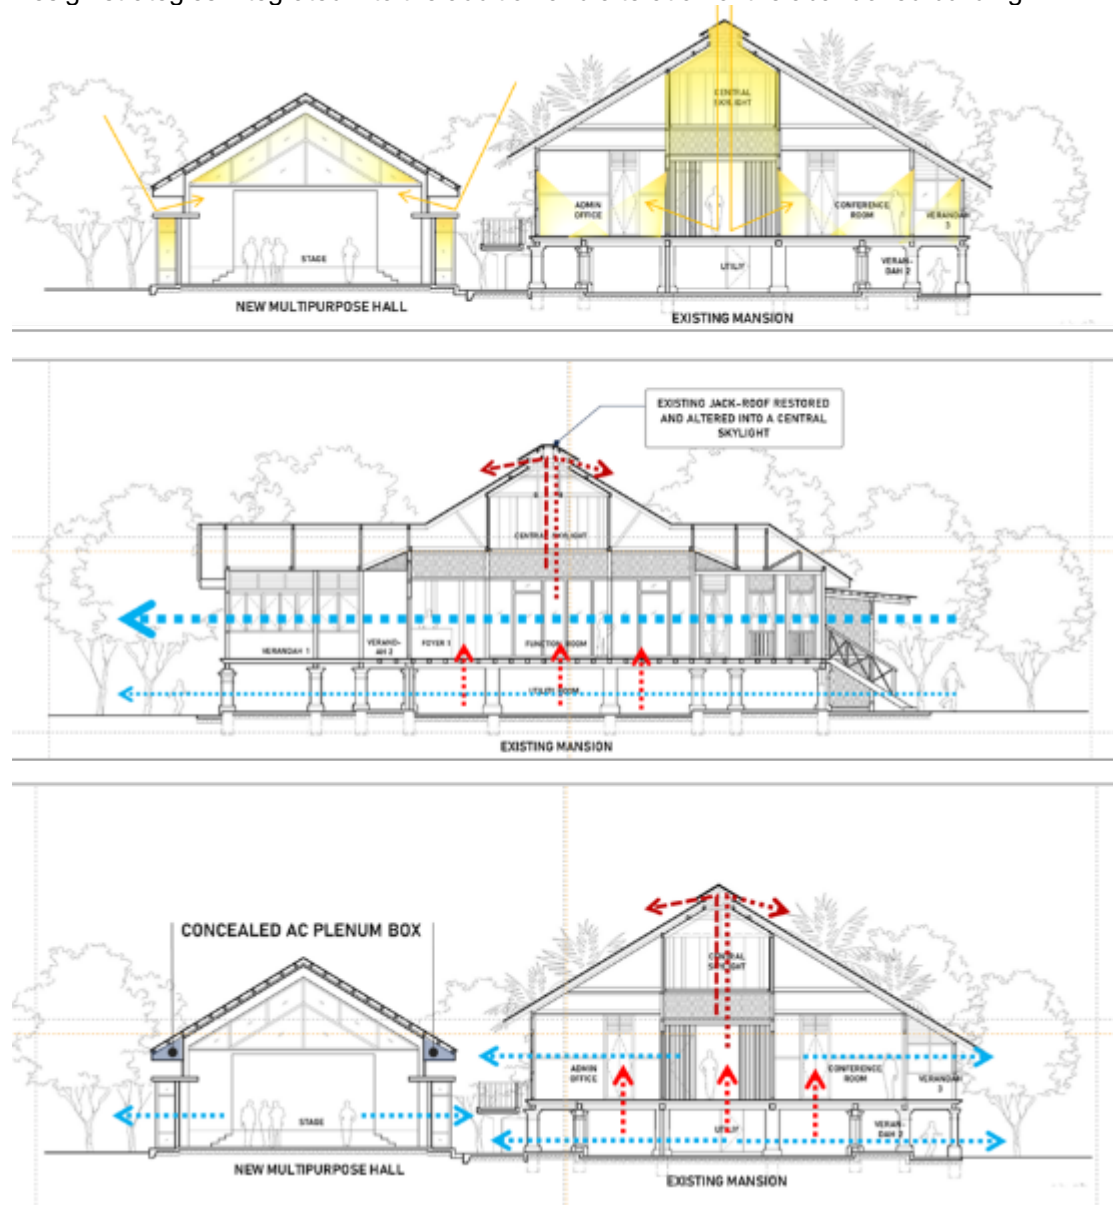 CENTRAL
SKYLIGHT
ADMIN
OFFICE
CONFERENCE
ROOM
VERANDAH
3
STAGE
UTILIY
VERAN-
DAH 2
NEW MULTIPURPOSE HALL
EXISTING MANSION
EXISTING JACK-ROOF RESTORED
AND ALTERED INTO A CENTRAL
SKYLIGHT
CENTRAL SKYLIGHT
VERANDAH 1
VERAND-
AH 2
FOYER 1
FUNCTION ROOM
UTILIY ROOM
EXISTING MANSION
CONCEALED AC PLENUM BOX
CENTRAL
SKYLIGHT
ADMIN
OFFICE
CONFERENCE
ROOM
VERANDAH
3
STAGE
UTILIY
VERAN-
DAH 2
NEW MULTIPURPOSE HALL
EXISTING MANSION